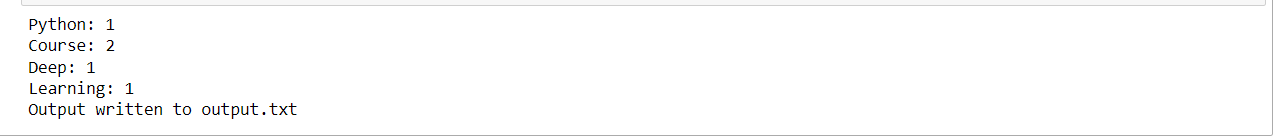 Python: 1
Course: 2
Deep: 1
Learning: 1
Output written to output.txt